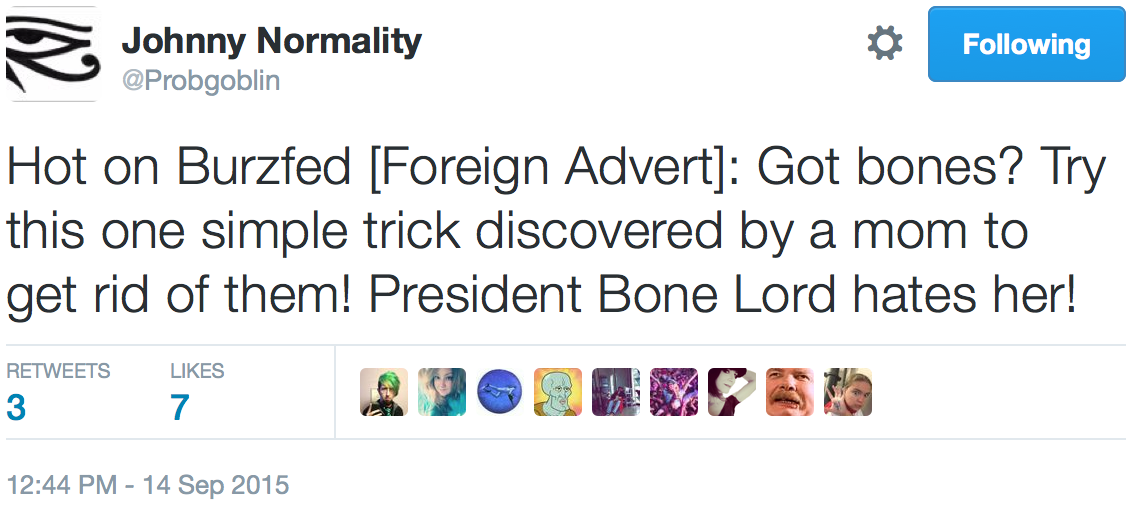 Johnny Normality
@Probgoblin
Following
Hot on Burzfed [Foreign Advert]: Got bones? Try
this one simple trick discovered by a mom to
get rid of them! President Bone Lord hates her!
RETWEETS
LIKES
3
7
12:44 PM - 14 Sep 2015